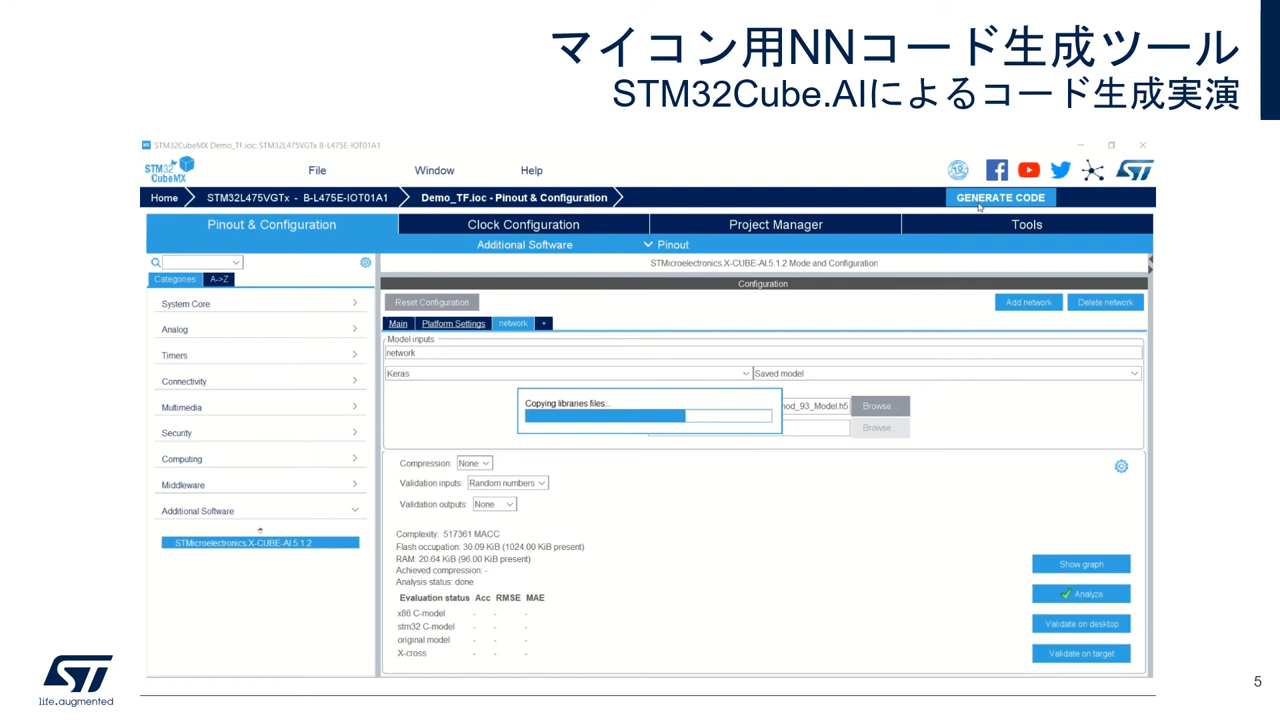 マイコン用NNコード生成ツール
STM32Cube.AIによるコード生成実演
STM32CubeMX Demo_TF.ioc: STM32L475VGTx B-L475E-IOT01A1
STM32
CubeMX
File Window Help
10
ST
Home STM32L475VGTx - B-L475E-IOT01A1 Demo_TF.ioc - Pinout & Configuration GENERATE CODE
Pinout & Configuration Clock Configuration Project Manager Tools
Additional Software Pinout
STMicroelectronics.X-CUBE-AI.5.1.2 Mode and Configuration
Categories A->Z
Configuration
System Core
Analog
Timers
Connectivity
Multimedia
Security
Computing
Middleware
Additional Software
STMicroelectronics.X-CUBE-AI.5.1.2
Reset Configuration Add network Delete network
Main Platform Settings network +
Model inputs
network
Keras Saved model
Copying libraries files...
nod_93_Model.h5 Browse...
Browse...
Compression: None
Validation inputs: Random numbers
Validation outputs: None
Complexity: 517361 MACC
Flash occupation: 30.09 KiB (1024.00 KiB present)
RAM: 20.64 KiB (96.00 KiB present)
Achieved compression: -
Analysis status: done
Evaluation status Acc RMSE MAE
x86 C-model - - -
stm32 C-model - - -
original model - - -
X-cross - - -
Show graph
Analyze
Validate on desktop
Validate on target
ST
life.augmented
5